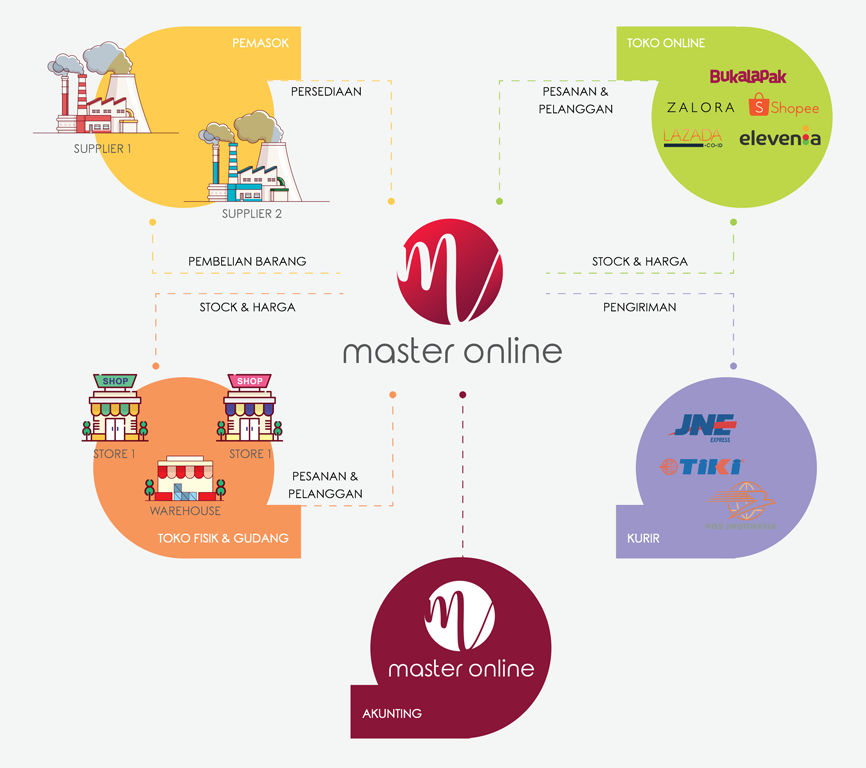 PEMASOK
SUPPLIER 1
SUPPLIER 2
PERSEDIAAN
PEMBELIAN BARANG
TOKO ONLINE
BUKALAPAK
ZALORA
S Shopee
LAZADA
.CO.ID
elevenia
PESANAN &
PELANGGAN
STOCK & HARGA
m
master online
STOCK & HARGA
SHOP
SHOP
STORE 1
STORE 1
WAREHOUSE
TOKO FISIK & GUDANG
PESANAN &
PELANGGAN
PENGIRIMAN
JNE
EXPRESS
TIKI
KURIR
m
master online
AKUNTING